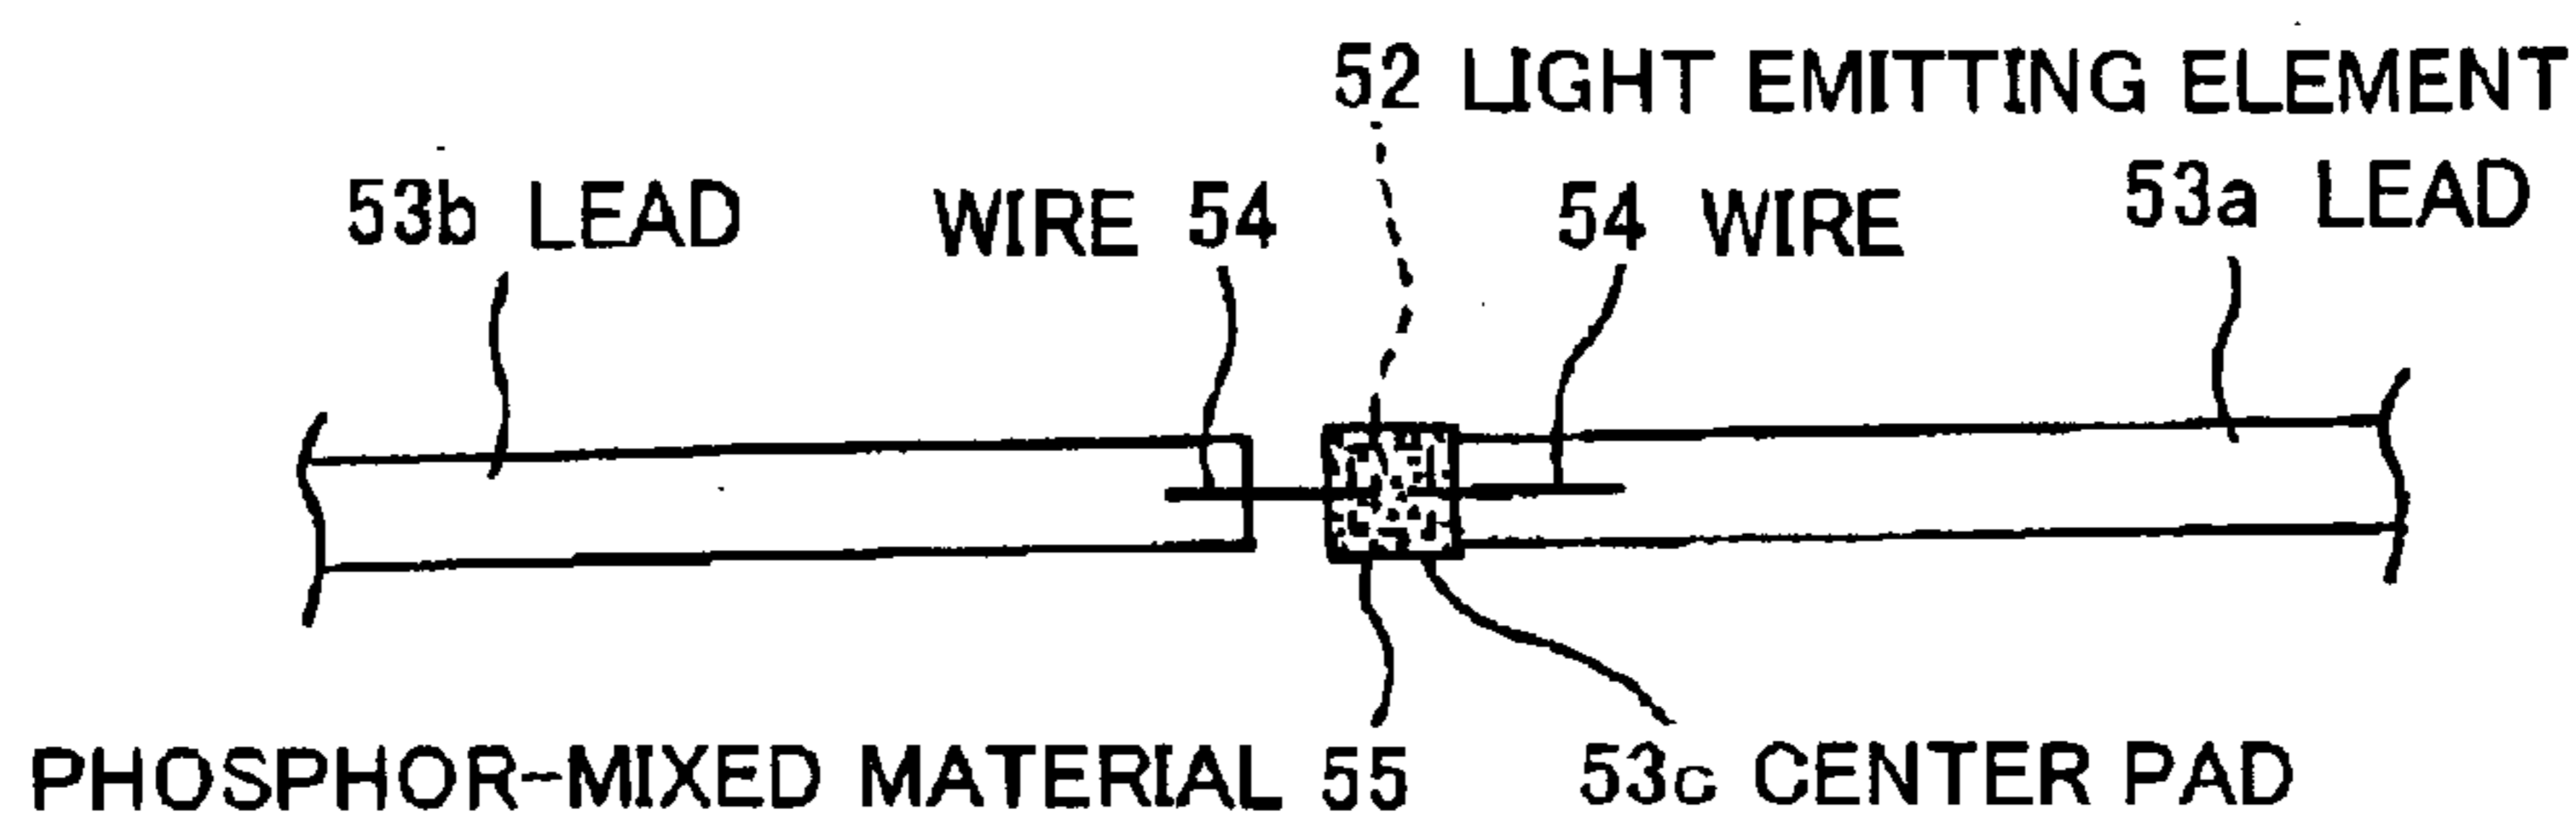 52 LIGHT EMITTING ELEMENT
53b LEAD
WIRE 54
54 WIRE
53a LEAD
PHOSPHOR-MIXED MATERIAL 55
53c CENTER PAD